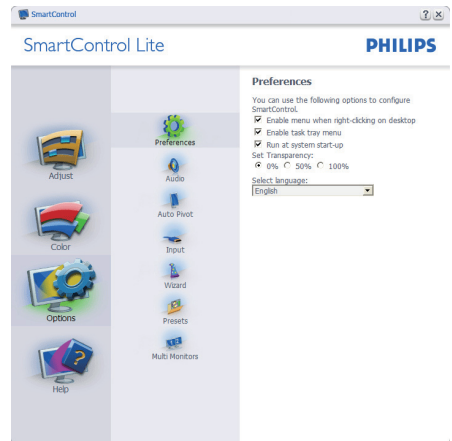 SmartControl
? ×
SmartControl Lite
PHILIPS
Adjust
Color
Options
Help
Preferences
Audio
Auto Pivot
Input
Wizard
Presets
Multi Monitors
Preferences
You can use the following options to configure
SmartControl.
Enable menu when right-clicking on desktop
Enable task tray menu
Run at system start-up
Set Transparency:
0% 50% 100%
Select language:
English